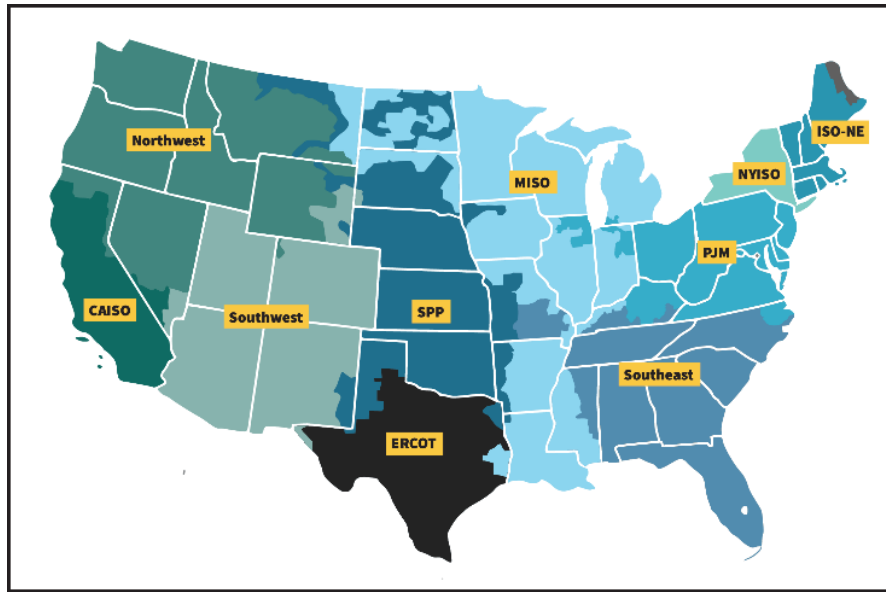 Northwest
ISO-NE
NYISO
MISO
PJM
CAISO
Southwest
SPP
Southeast
ERCOT